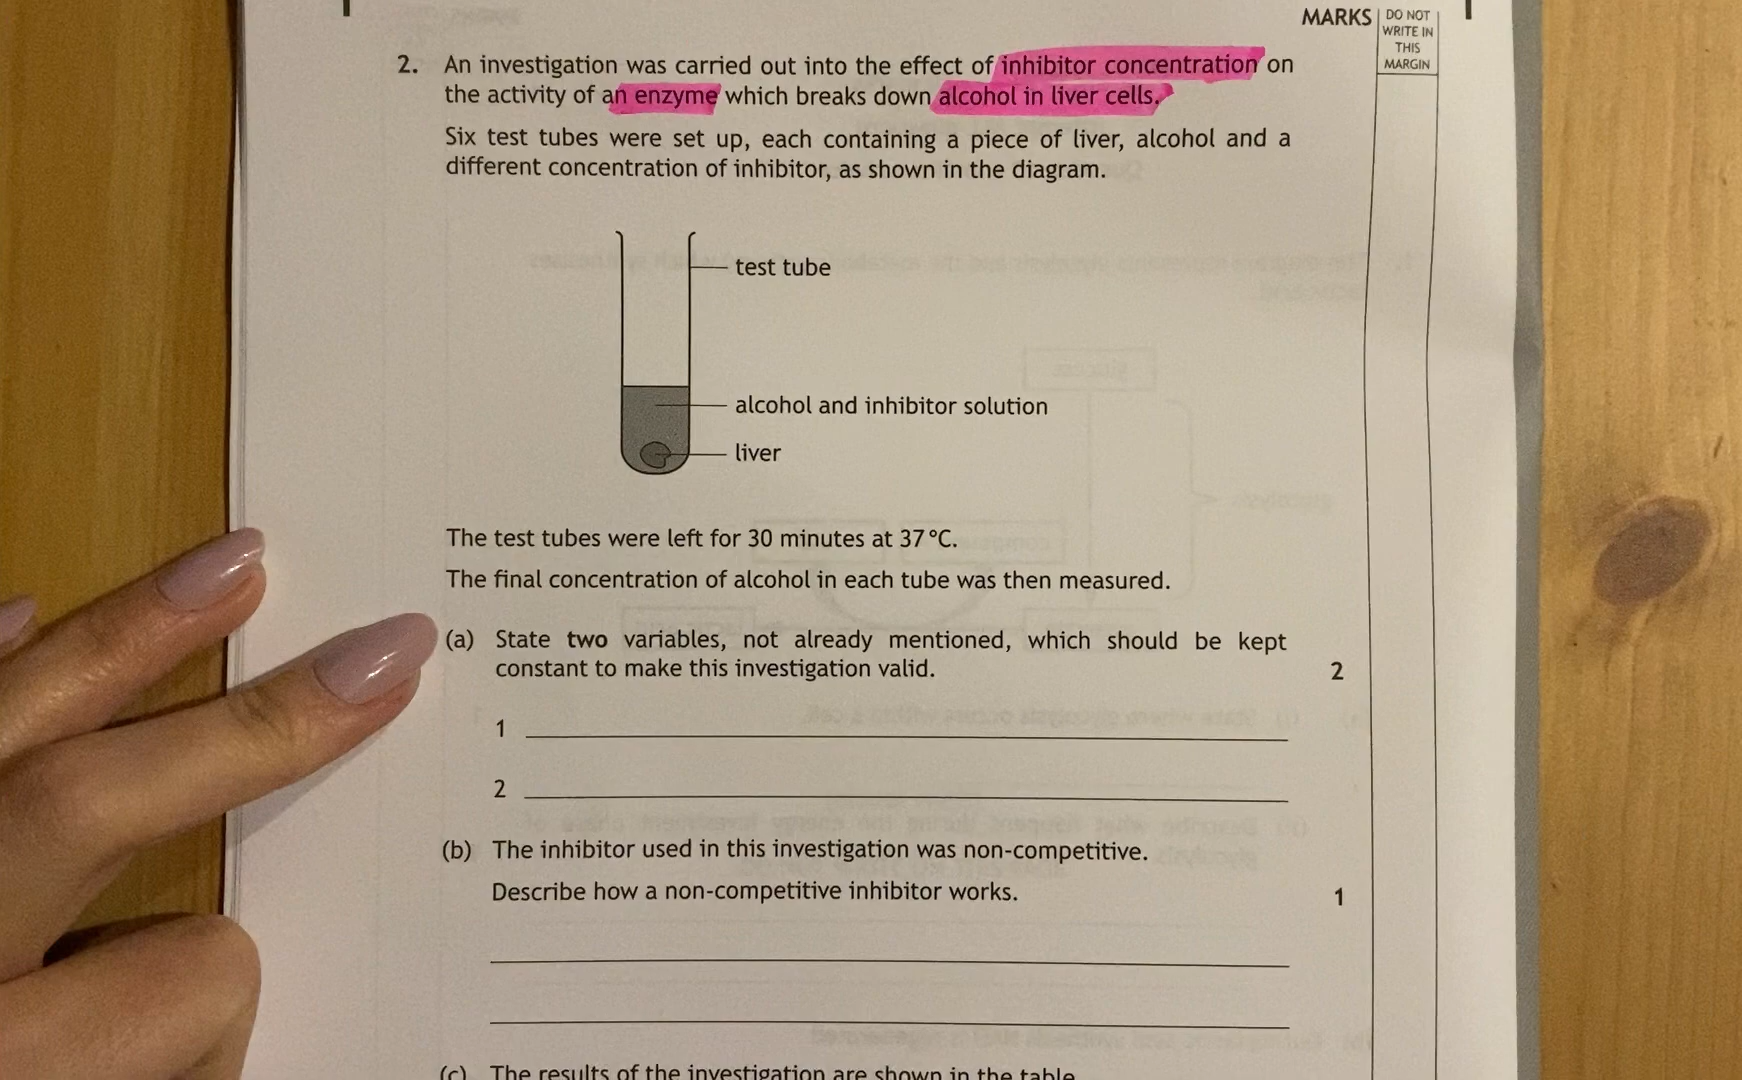 MARKS
DO NOT
WRITE IN
THIS
MARGIN
2. An investigation was carried out into the effect of inhibitor concentration on
the activity of an enzyme which breaks down alcohol in liver cells.
Six test tubes were set up, each containing a piece of liver, alcohol and a
different concentration of inhibitor, as shown in the diagram.
test tube
alcohol and inhibitor solution
liver
The test tubes were left for 30 minutes at 37 °C.
The final concentration of alcohol in each tube was then measured.
(a) State two variables, not already mentioned, which should be kept
constant to make this investigation valid. 2
1
2
(b) The inhibitor used in this investigation was non-competitive.
Describe how a non-competitive inhibitor works. 1
(c) The results of the investigation are shown in the table